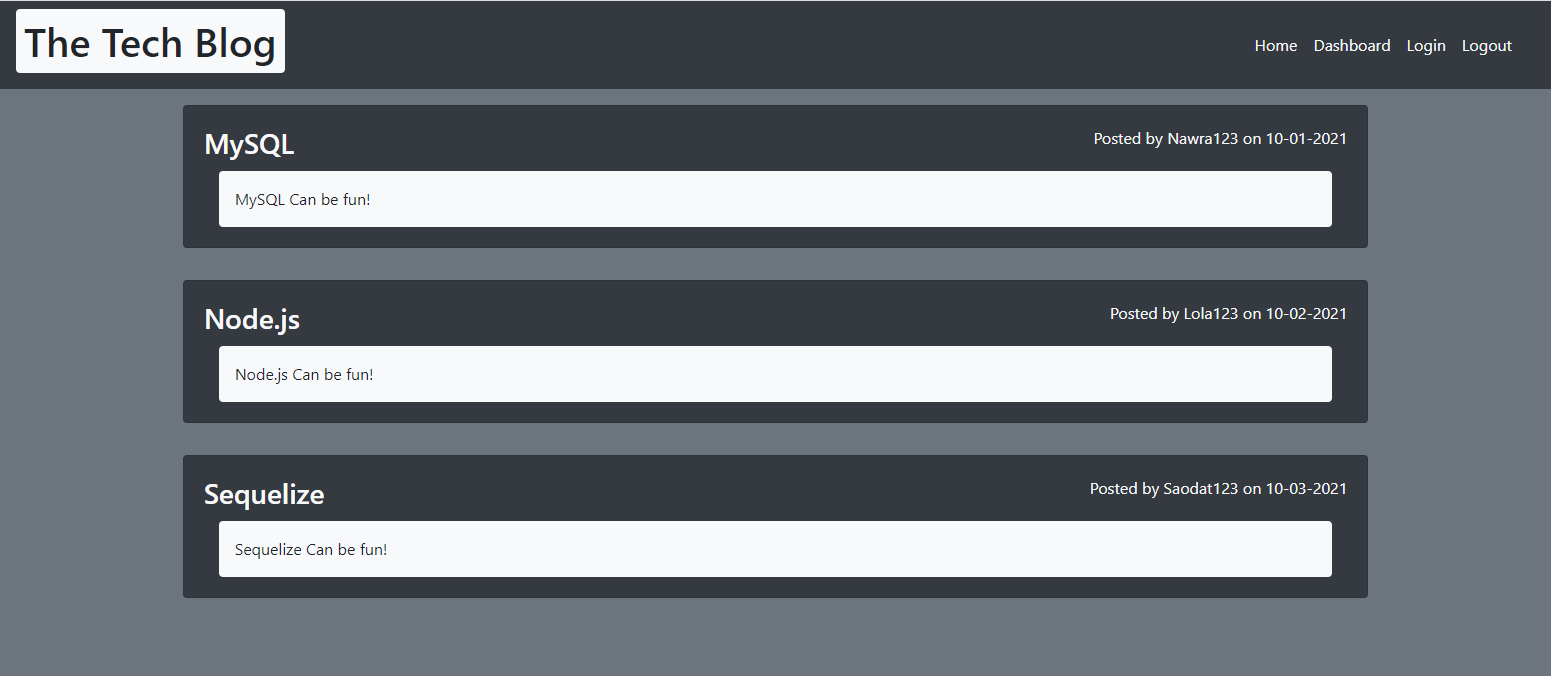 The Tech Blog
Home Dashboard Login Logout
MySQL
Posted by Nawra123 on 10-01-2021
MySQL Can be fun!
Node.js
Posted by Lola123 on 10-02-2021
Node.js Can be fun!
Sequelize
Posted by Saodat123 on 10-03-2021
Sequelize Can be fun!